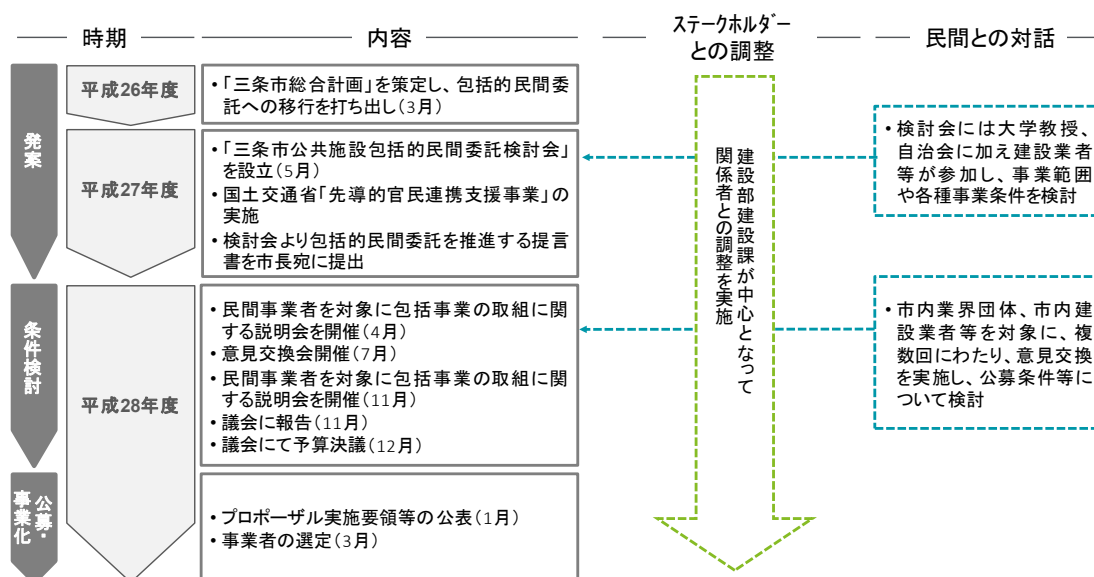 時期
内容
ステークホルダー
との調整
民間との対話
発案
平成26年度
・「三条市総合計画」を策定し、包括的民間委
託への移行を打ち出し(3月)
平成27年度
・「三条市公共施設包括的民間委託検討会」
を設立(5月)
・国土交通省「先導的官民連携支援事業」の
実施
・検討会より包括的民間委託を推進する提言
書を市長宛に提出
条件検討
平成28年度
・民間事業者を対象に包括事業の取組に関
する説明会を開催(4月)
・意見交換会開催(7月)
・民間事業者を対象に包括事業の取組に関
する説明会を開催(11月)
・議会に報告(11月)
・議会にて予算決議(12月)
公募・
事業化
・プロポーザル実施要領等の公表(1月)
・事業者の選定(3月)
建設部建設課が中心となって
関係者との調整を実施
・検討会には大学教授、
自治会に加え建設業者
等が参加し、事業範囲
や各種事業条件を検討
・市内業界団体、市内建
設業者等を対象に、複
数回にわたり、意見交換
を実施し、公募条件等に
ついて検討